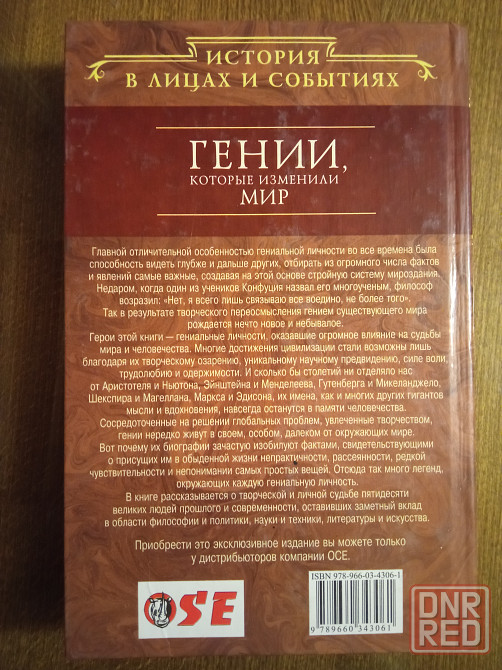 ИСТОРИЯ
В ЛИЦАХ И СОБЫТИЯХ
ГЕНИИ,
КОТОРЫЕ ИЗМЕНИЛИ
МИР
Главной отличительной особенностью гениальной личности во все времена была
способность видеть глубже и дальше других, отбирать из огромного числа фактов
и явлений самые важные, создавая на этой основе стройную систему мироздания.
Недаром, когда один из учеников Конфуция назвал его многоученым, философ
возразил: «Нет, я всего лишь связываю все воедино, не более того».
Так в результате творческого переосмысления гением существующего мира
рождается нечто новое и небывалое.
Герои этой книги — гениальные личности, оказавшие огромное влияние на судьбы
мира и человечества. Многие достижения цивилизации стали возможны лишь
благодаря их творческому озарению, уникальному научному предвидению, силе воли,
трудолюбию и одержимости. И сколько бы столетий ни отделяло нас
от Аристотеля и Ньютона, Эйнштейна и Менделеева, Гутенберга и Микеланджело,
Шекспира и Магеллана, Маркса и Эдисона, их имена, как и многих других гигантов
мысли и вдохновения, навсегда останутся в памяти человечества.
Сосредоточенные на решении глобальных проблем, увлеченные творчеством,
гении нередко живут в своем, особом, далеком от окружающих мире.
Вот почему их биографии зачастую изобилуют фактами, свидетельствующими
о присущих им в обыденной жизни непрактичности, рассеянности, редкой
чувствительности и непонимании самых простых вещей. Отсюда так много легенд,
окружающих каждую гениальную личность.
В книге рассказывается о творческой и личной судьбе пятидесяти
великих людей прошлого и современности, оставивших заметный вклад
в области философии и политики, науки и техники, литературы и искусства.
Приобрести это эксклюзивное издание вы можете только
у дистрибьюторов компании ОСЕ.
OSE
ISBN 978-966-03-4306-1
9 789660 343061
DNR
RED